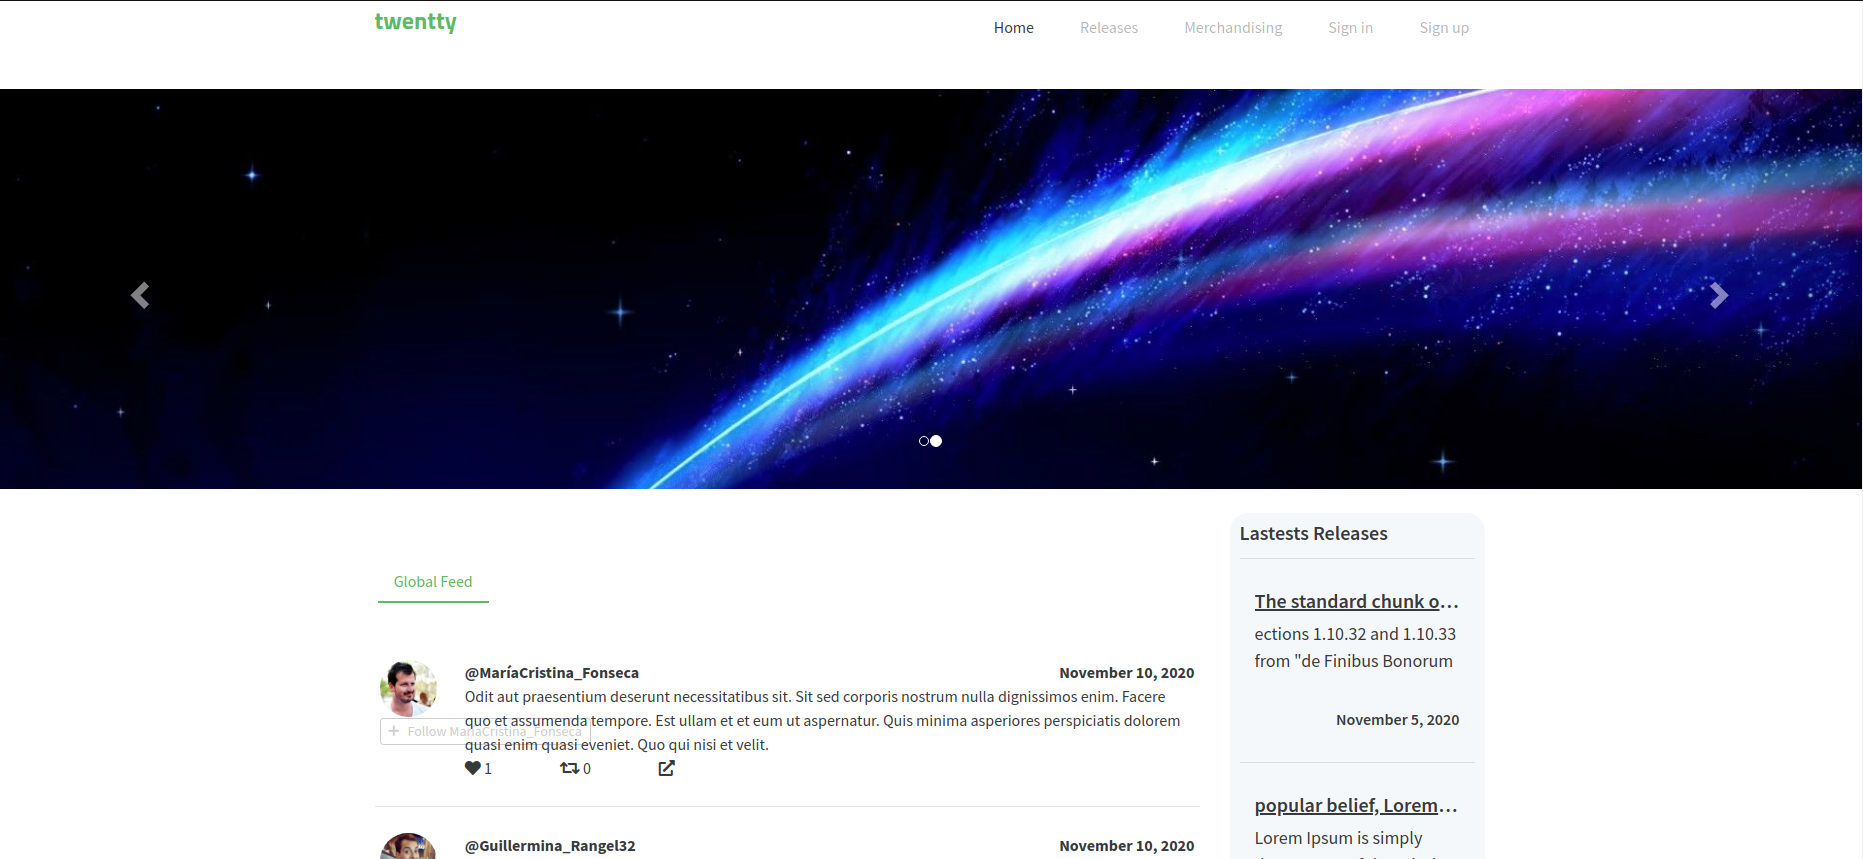 twentty
Home Releases Merchandising Sign in Sign up
Global Feed
@MaríaCristina_Fonseca November 10, 2020
Odit aut praesentium deserunt necessitatibus sit. Sit sed corporis nostrum nulla dignissimos enim. Facere
quo et assumenda tempore. Est ullam et et eum ut aspernatur. Quis minima asperiores perspiciatis dolorem
quasi enim quasi eveniet. Quo qui nisi et velit.
Follow MaríaCristina_Fonseca
1 0
@Guillermina_Rangel32 November 10, 2020
Lastests Releases
The standard chunk o...
ections 1.10.32 and 1.10.33
from "de Finibus Bonorum
November 5, 2020
popular belief, Lorem...
Lorem Ipsum is simply